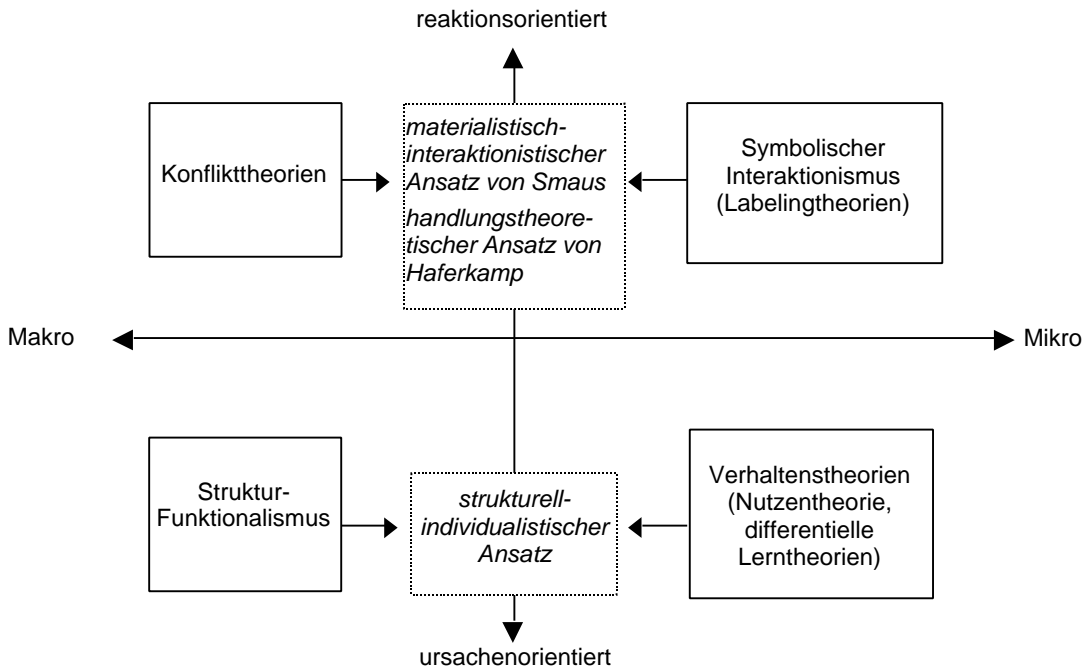 reaktionsorientiert
Konflikttheorien
materialistisch-
interaktionistischer
Ansatz von Smaus
handlungstheore-
tischer Ansatz von
Haferkamp
Symbolischer
Interaktionismus
(Labelingtheorien)
Makro
Mikro
Struktur-
Funktionalismus
strukturell-
individualistischer
Ansatz
Verhaltenstheorien
(Nutzentheorie,
differentielle
Lerntheorien)
ursachenorientiert